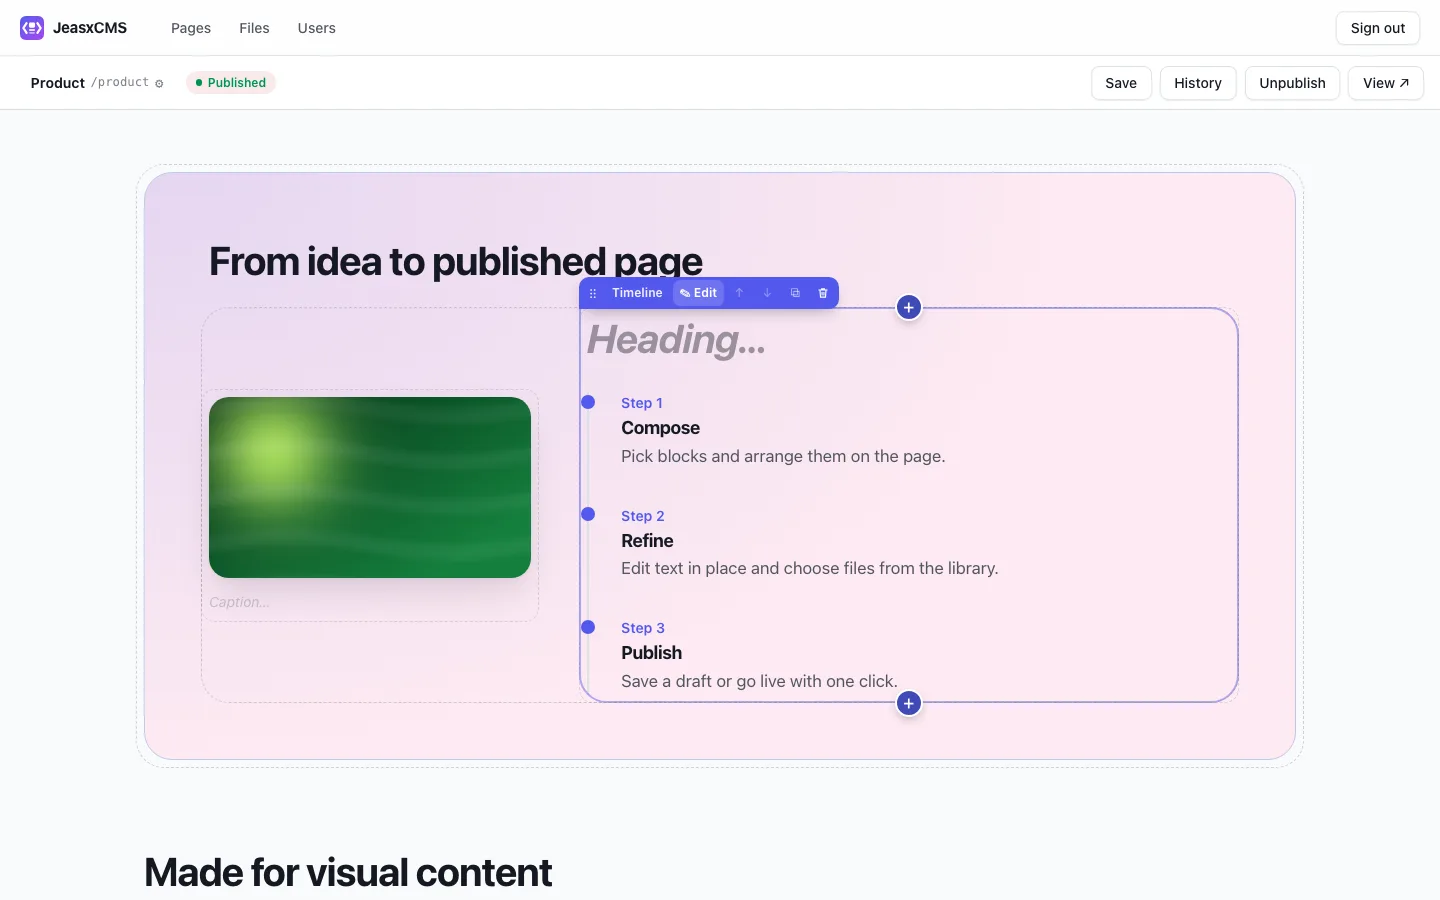 JeasxCMS
Pages
Files
Users
Sign out
Product /product
Published
Save
History
Unpublish
View ↗
From idea to published page
Timeline
Edit
Heading...
Step 1
Compose
Pick blocks and arrange them on the page.
Step 2
Refine
Edit text in place and choose files from the library.
Caption...
Step 3
Publish
Save a draft or go live with one click.
Made for visual content